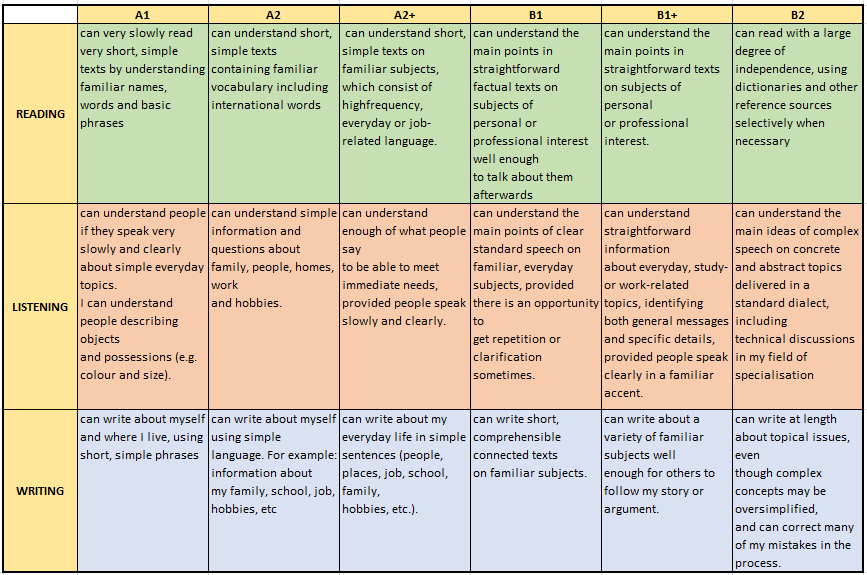 A1 A2 A2+ B1 B1+ B2
READING
can very slowly read
very short, simple
texts by understanding
familiar names,
words and basic
phrases
can understand short,
simple texts
containing familiar
vocabulary including
international words
can understand short,
simple texts on
familiar subjects,
which consist of
highfrequency,
everyday or job-
related language.
can understand the
main points in
straightforward
factual texts on
subjects of
personal or
professional interest
well enough
to talk about them
afterwards
can understand the
main points in
straightforward texts
on subjects of
personal
or professional
interest.
can read with a large
degree of
independence, using
dictionaries and other
reference sources
selectively when
necessary
LISTENING
can understand people
if they speak very
slowly and clearly
about simple everyday
topics.
I can understand
people describing
objects
and possessions (e.g.
colour and size).
can understand simple
information and
questions about
family, people, homes,
work
and hobbies.
can understand
enough of what people
say
to be able to meet
immediate needs,
provided people speak
slowly and clearly.
can understand the
main points of clear
standard speech on
familiar, everyday
subjects, provided
there is an opportunity
to
get repetition or
clarification
sometimes.
can understand
straightforward
information
about everyday, study-
or work-related
topics, identifying
both general messages
and specific details,
provided people speak
clearly in a familiar
accent.
can understand the
main ideas of complex
speech on concrete
and abstract topics
delivered in a
standard dialect,
including
technical discussions
in my field of
specialisation
WRITING
can write about myself
and where I live, using
short, simple phrases
can write about myself
using simple
language. For example:
information about
my family, school, job,
hobbies, etc
can write about my
everyday life in simple
sentences (people,
places, job, school,
family,
hobbies, etc.).
can write short,
comprehensible
connected texts
on familiar subjects.
can write about a
variety of familiar
subjects well
enough for others to
follow my story or
argument.
can write at length
about topical issues,
even
though complex
concepts may be
oversimplified,
and can correct many
of my mistakes in the
process.